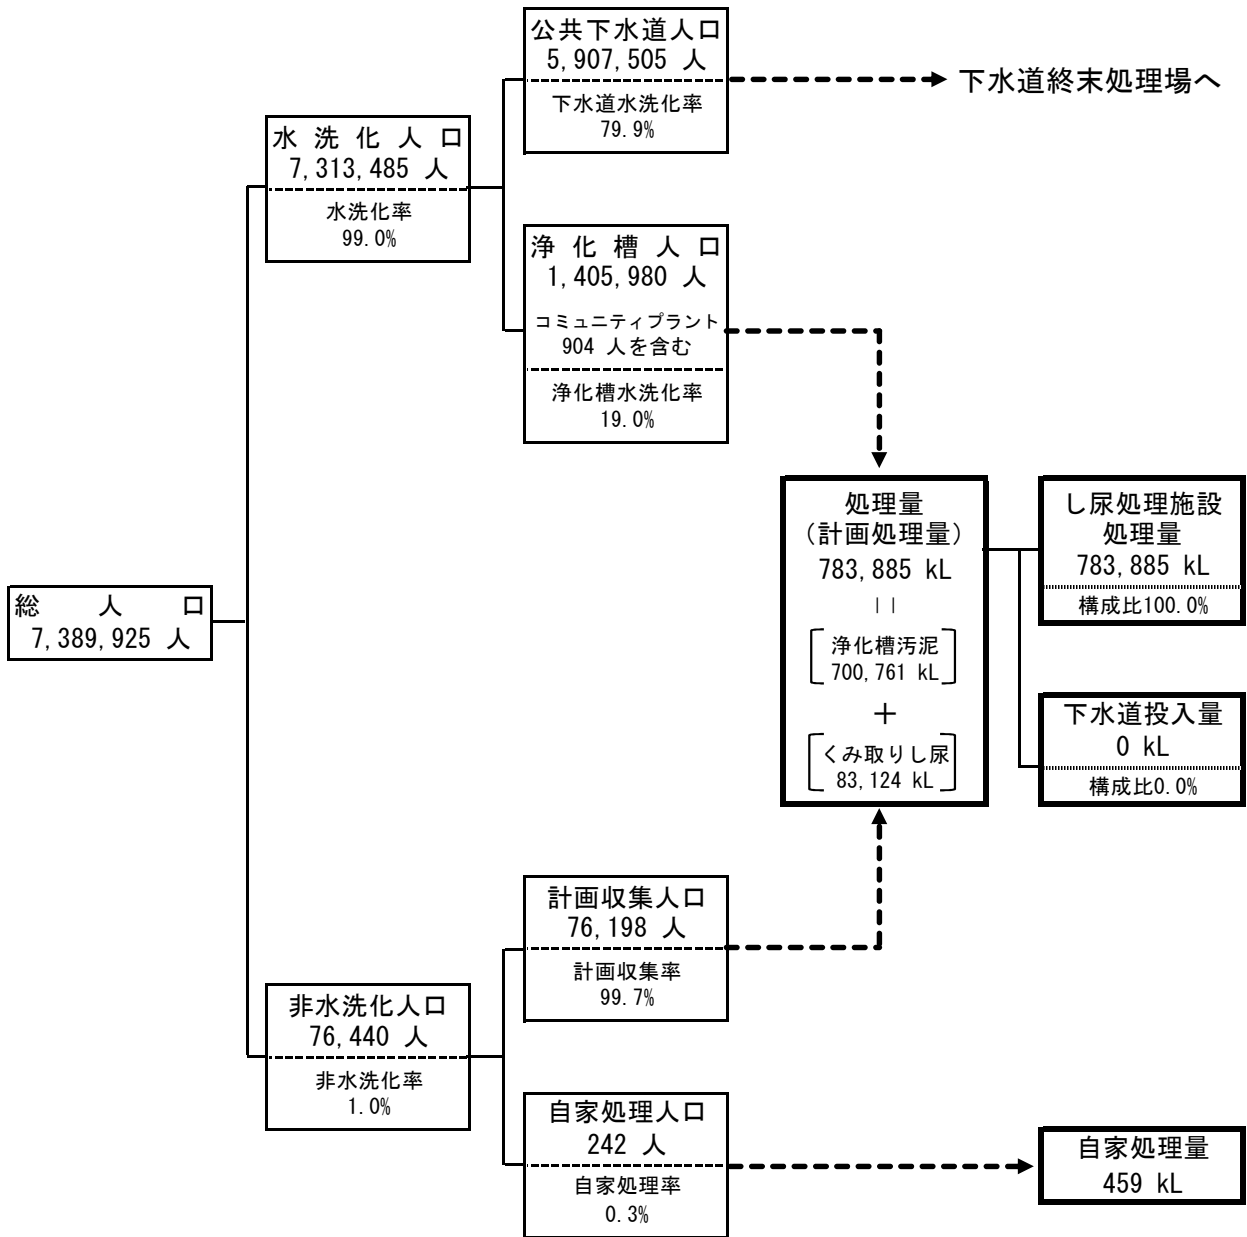 公共下水道人口
5,907,505 人
下水道水洗化率
79.9%
下水道終末処理場へ
水洗化人口
7,313,485 人
水洗化率
99.0%
浄化槽人口
1,405,980 人
コミュニティプラント
904 人を含む
浄化槽水洗化率
19.0%
総人口
7,389,925 人
処理量
(計画処理量)
783,885 kL
||
浄化槽汚泥
700,761 kL
+
くみ取りし尿
83,124 kL
し尿処理施設
処理量
783,885 kL
構成比100.0%
下水道投入量
0 kL
構成比0.0%
計画収集人口
76,198 人
計画収集率
99.7%
非水洗化人口
76,440 人
非水洗化率
1.0%
自家処理人口
242 人
自家処理率
0.3%
自家処理量
459 kL